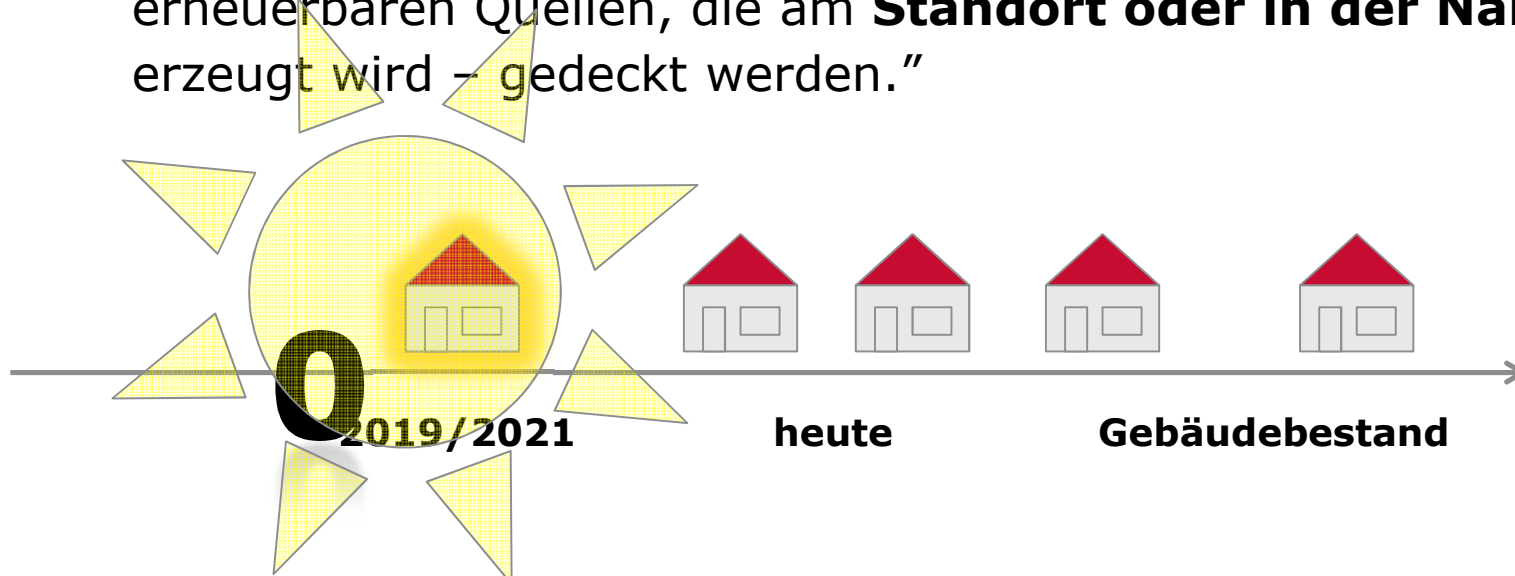 erneuerbaren Quellen, die am Standort oder in der
erzeugt wird – gedeckt werden.”
0
2019/2021 heute Gebäudebestand